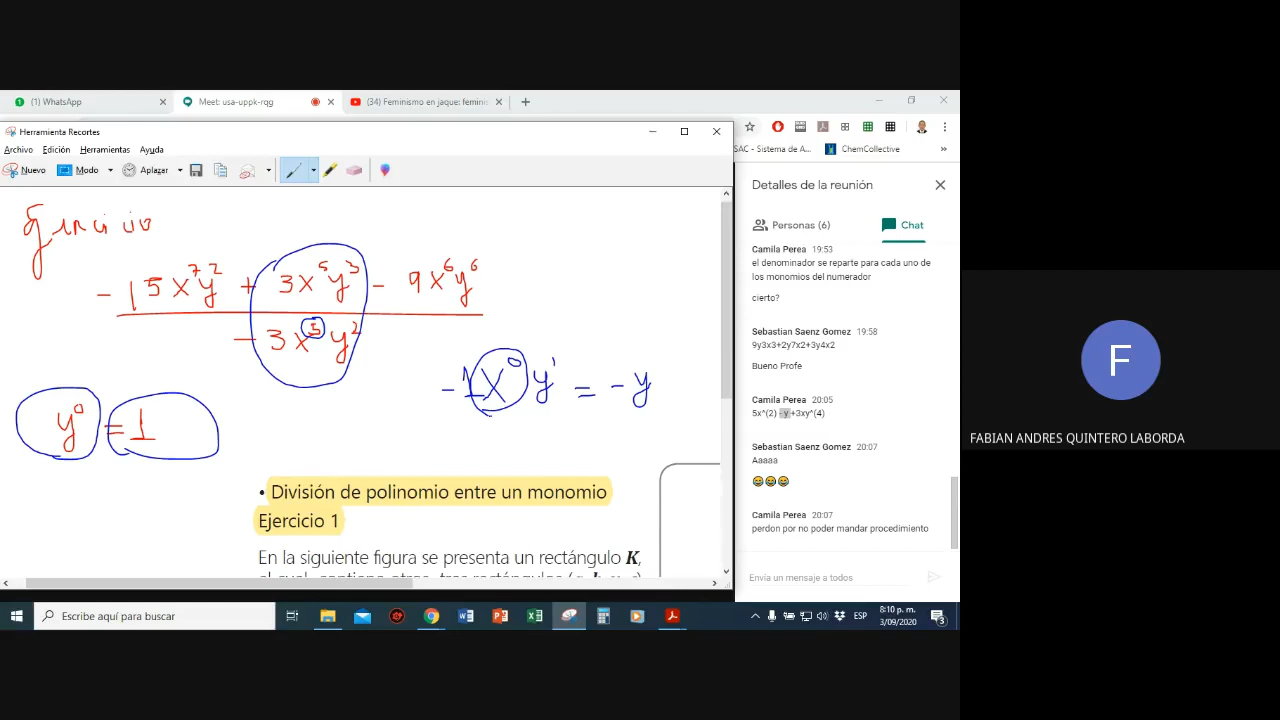 (1) WhatsApp
Meet: usa-uppk-rqg
(34) Feminismo en jaque: femini
Herramienta Recortes
Archivo Edición Herramientas Ayuda
Nuevo Modo Aplazar
Ejercicio
- 15x⁷y² + 3x⁵y³ - 9x⁶y⁶
- 3x⁵y²
- 1x⁰y¹ = - y
y⁰ = 1
• División de polinomio entre un monomio
Ejercicio 1
En la siguiente figura se presenta un rectángulo K,
SAC - Sistema de A...
ChemCollective
»
Detalles de la reunión
Personas (6)
Chat
Camila Perea 19:53
el denominador se reparte para cada uno de
los monomios del numerador
cierto?
Sebastian Saenz Gomez 19:58
9y3x3+2y7x2+3y4x2
Bueno Profe
Camila Perea 20:05
5x^(2) -y +3xy^(4)
Sebastian Saenz Gomez 20:07
Aaaaa
😂😂😂
Camila Perea 20:07
perdon por no poder mandar procedimiento
Envía un mensaje a todos
F
FABIAN ANDRES QUINTERO LABORDA
Escribe aquí para buscar
ESP
8:10 p. m.
3/09/2020
3